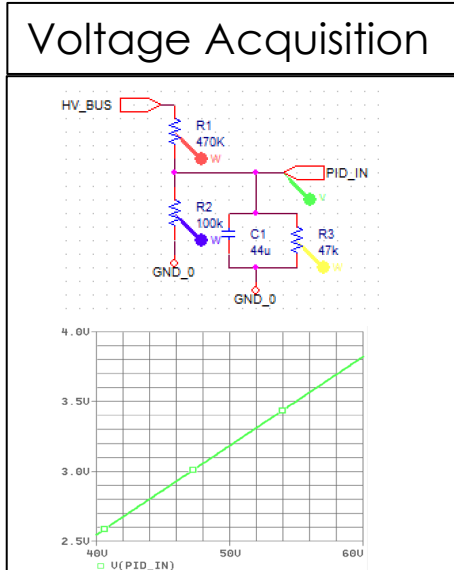 Voltage Acquisition
HV_BUS
R1
470K
W
PID_IN
V
R2
100k
W
C1
44u
R3
47k
W
GND_0
GND_0
4.0V
3.5V
3.0V
2.5V
40V 50V 60V
V(PID_IN)